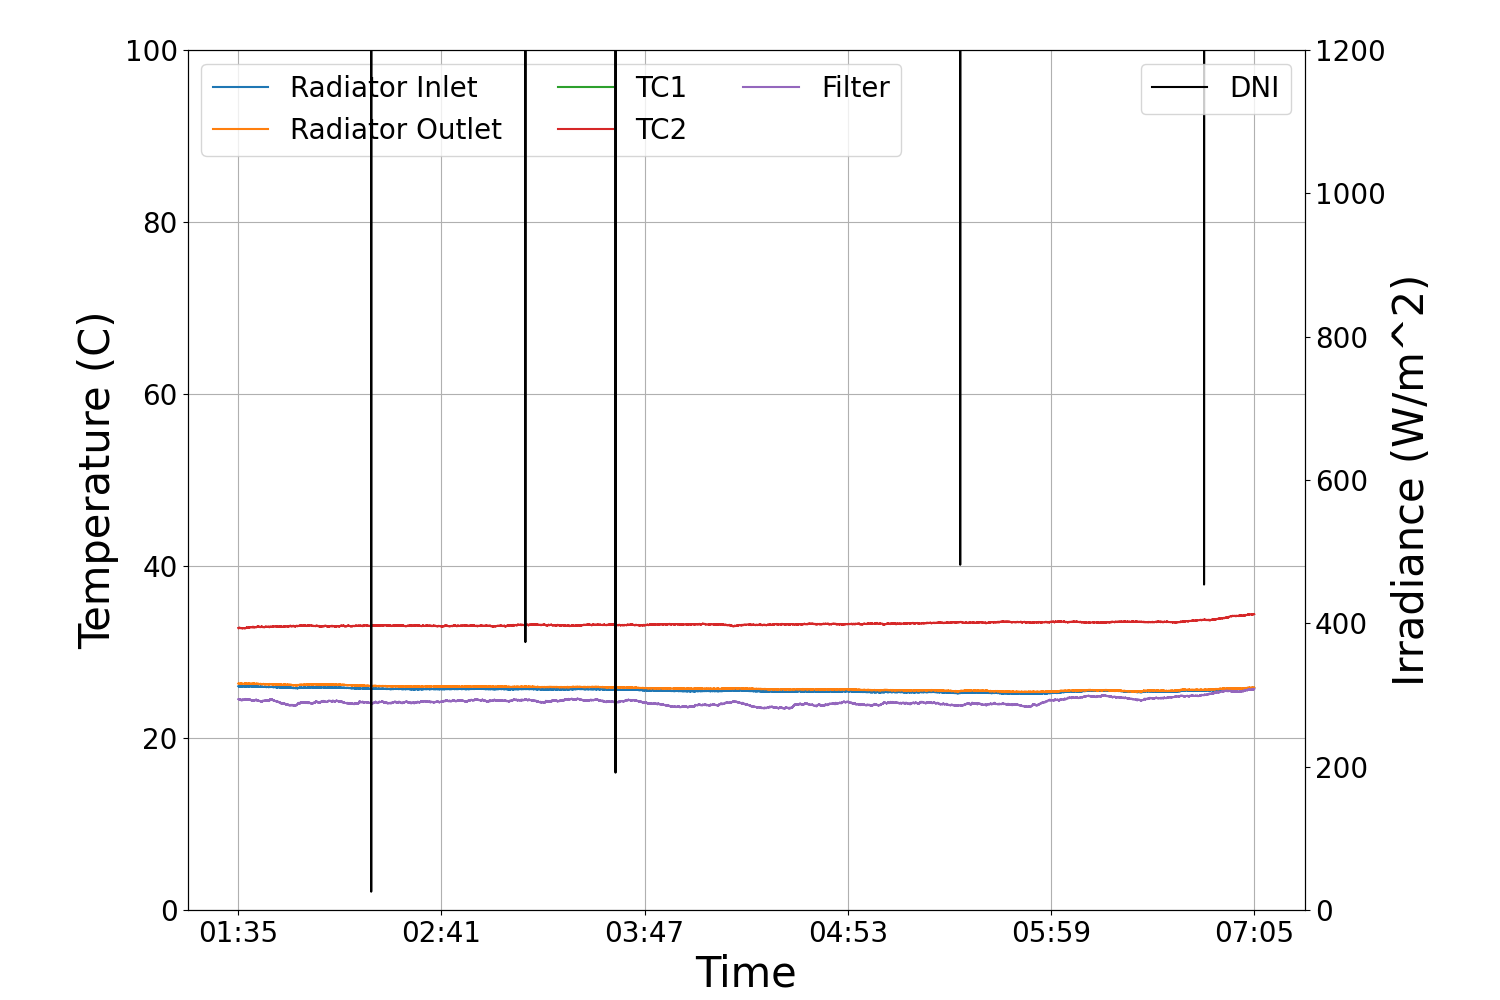 100
80
60
40
20
0
Temperature (C)
Radiator Inlet
Radiator Outlet
TC1
TC2
Filter
DNI
1200
1000
800
600
400
200
0
Irradiance (W/m^2)
01:35 02:41 03:47 04:53 05:59 07:05
Time